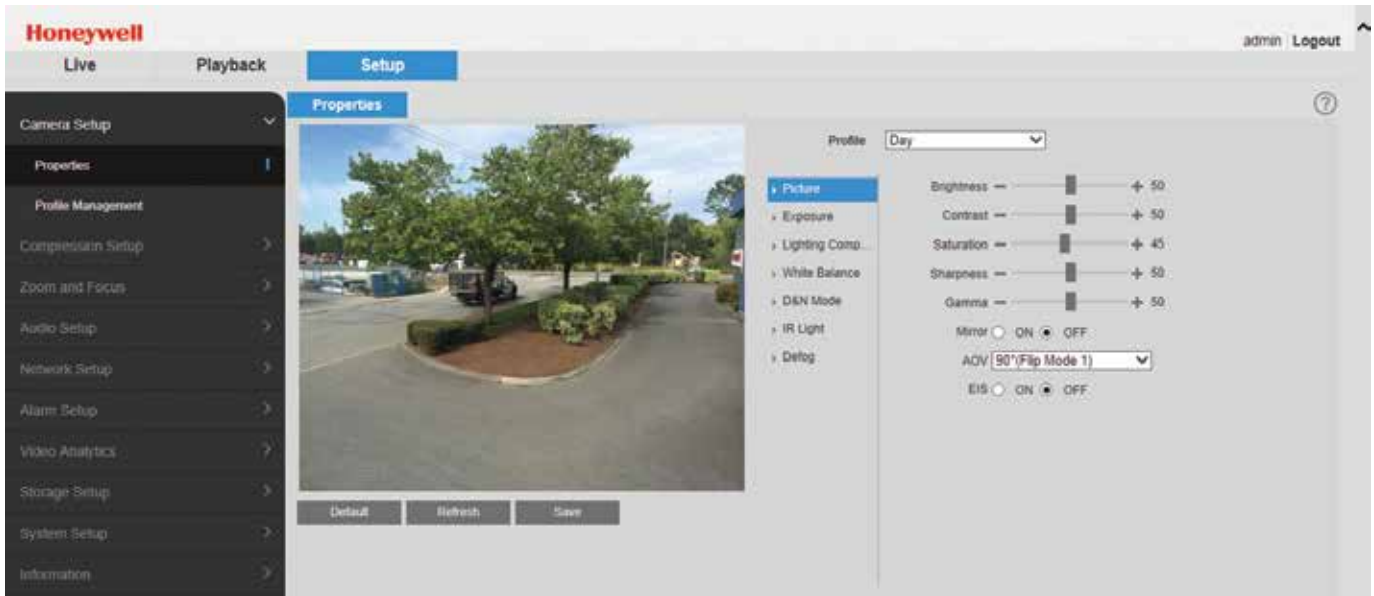 Honeywell
admin Logout
Live Playback Setup
Camera Setup
Properties
Profile Management
Compression Setup
Zoom and Focus
Audio Setup
Network Setup
Alarm Setup
Video Analytics
Storage Setup
System Setup
Information
Properties
Profile Day
Picture
Exposure
Lighting Comp...
White Balance
D&N Mode
IR Light
Defog
Brightness 50
Contrast 50
Saturation 45
Sharpness 50
Gamma 50
Mirror ON OFF
AOV 90°(Flip Mode 1)
EIS ON OFF
Default Refresh Save